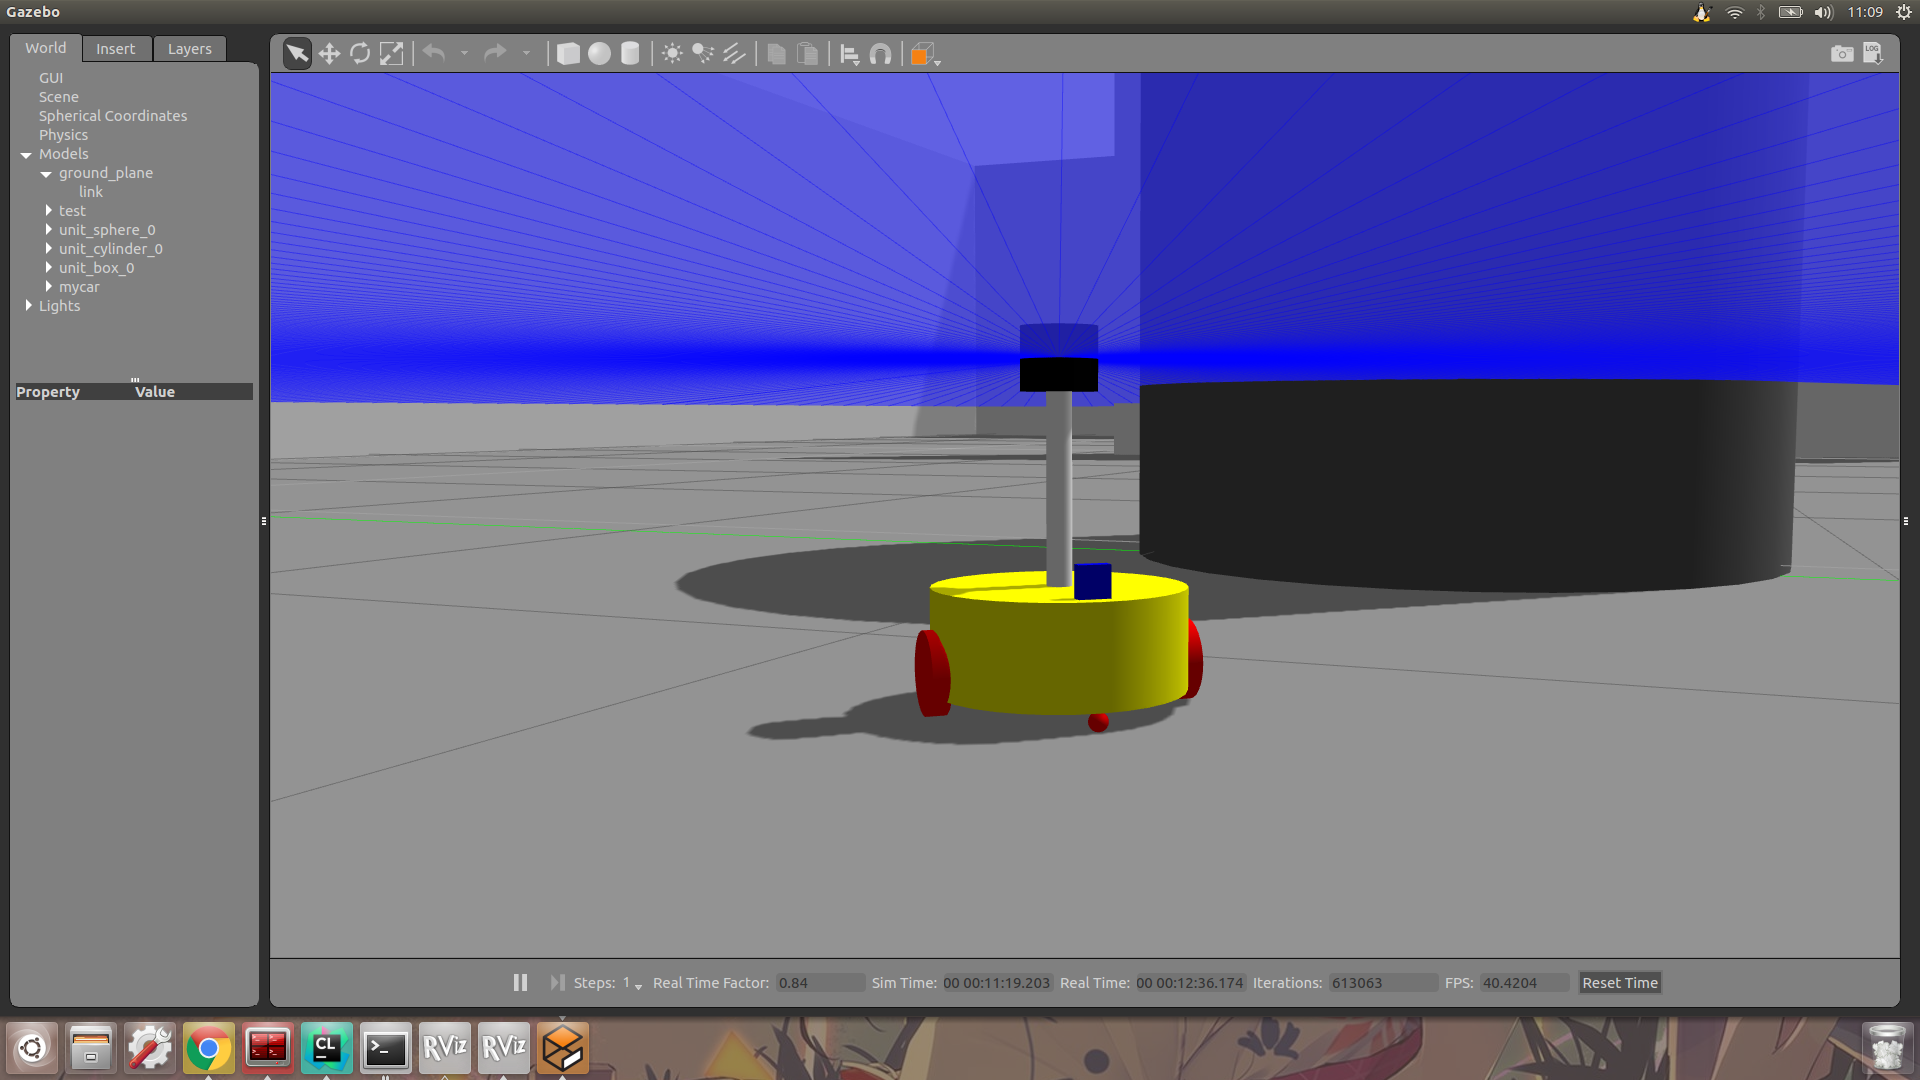 Gazebo
11:09
World Insert Layers
GUI
Scene
Spherical Coordinates
Physics
Models
ground_plane
link
test
unit_sphere_0
unit_cylinder_0
unit_box_0
mycar
Lights
Property Value
LOG
Steps: 1 Real Time Factor: 0.84 Sim Time: 00 00:11:19.203 Real Time: 00 00:12:36.174 Iterations: 613063 FPS: 40.4204 Reset Time
CL >_ RViz RViz